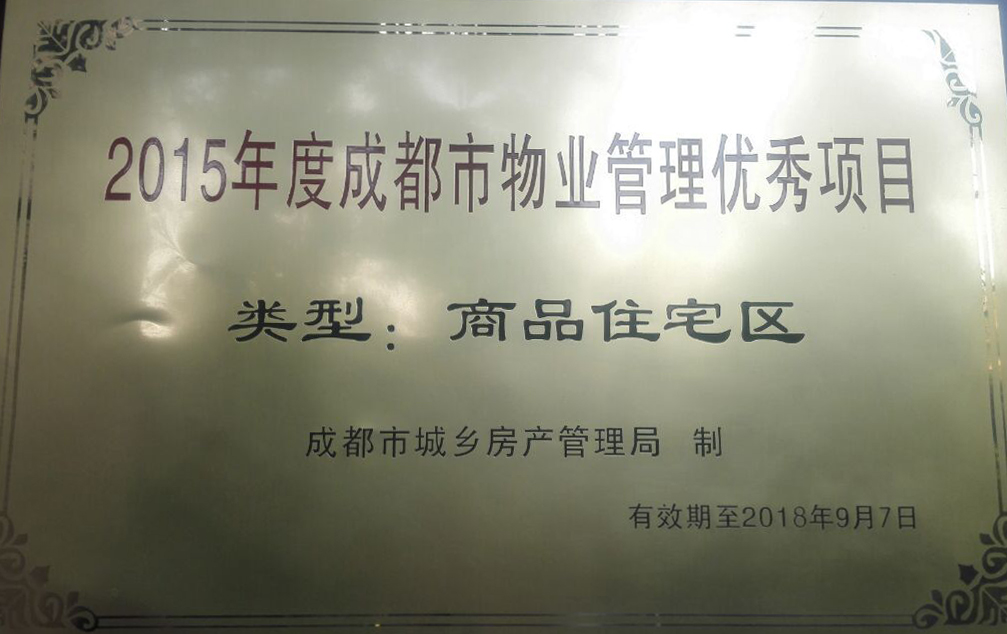 2015年度成都市物业管理优秀项目
类型：商品住宅区
成都市城乡房产管理局 制
有效期至2018年9月7日